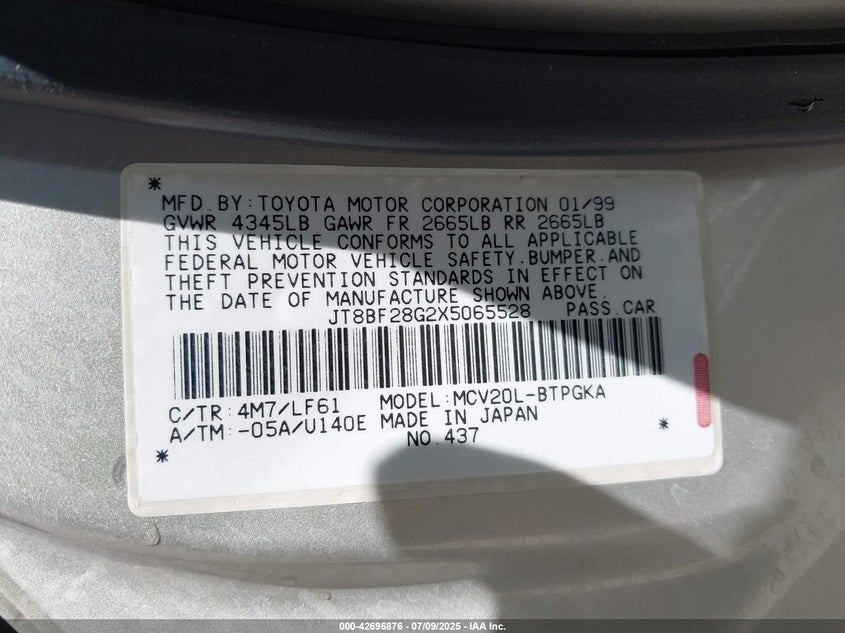 *
MFD.BY:TOYOTA MOTOR CORPORATION 01/99
GVWR 4345LB GAWR FR 2665LB RR 2665LB
THIS VEHICLE CONFORMS TO ALL APPLICABLE
FEDERAL MOTOR VEHICLE SAFETY.BUMPER.AND
THEFT PREVENTION STANDARDS IN EFFECT ON
THE DATE OF MANUFACTURE SHOWN ABOVE.
JT8BF28G2X5065528 PASS.CAR
C/TR:4M7/LF61 MODEL:MCV20L-BTPGKA
A/TM:-05A/U140E MADE IN JAPAN
NO.437
* *
000-42696876 | 07/09/2025 - IAA Inc.